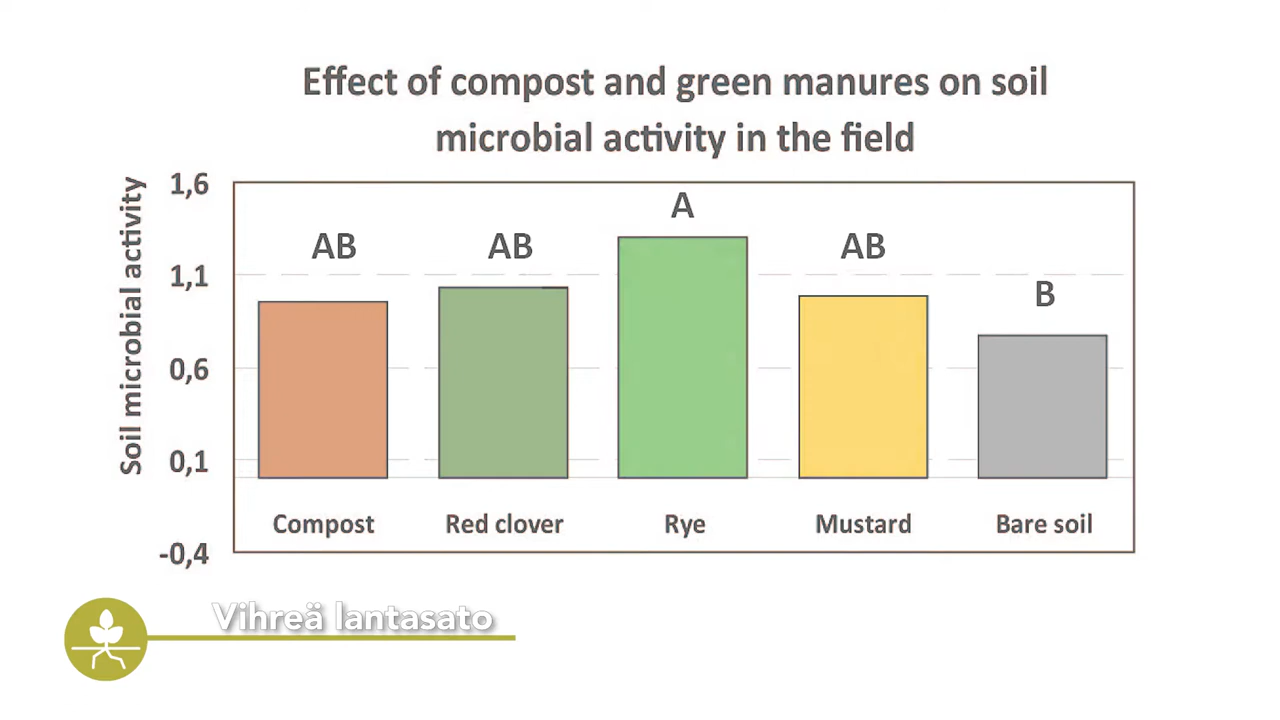 Effect of compost and green manures on soil
microbial activity in the field
Soil microbial activity
1,6
1,1
0,6
0,1
-0,4
AB
AB
A
AB
B
Compost
Red clover
Rye
Mustard
Bare soil
Vihreä lantasato